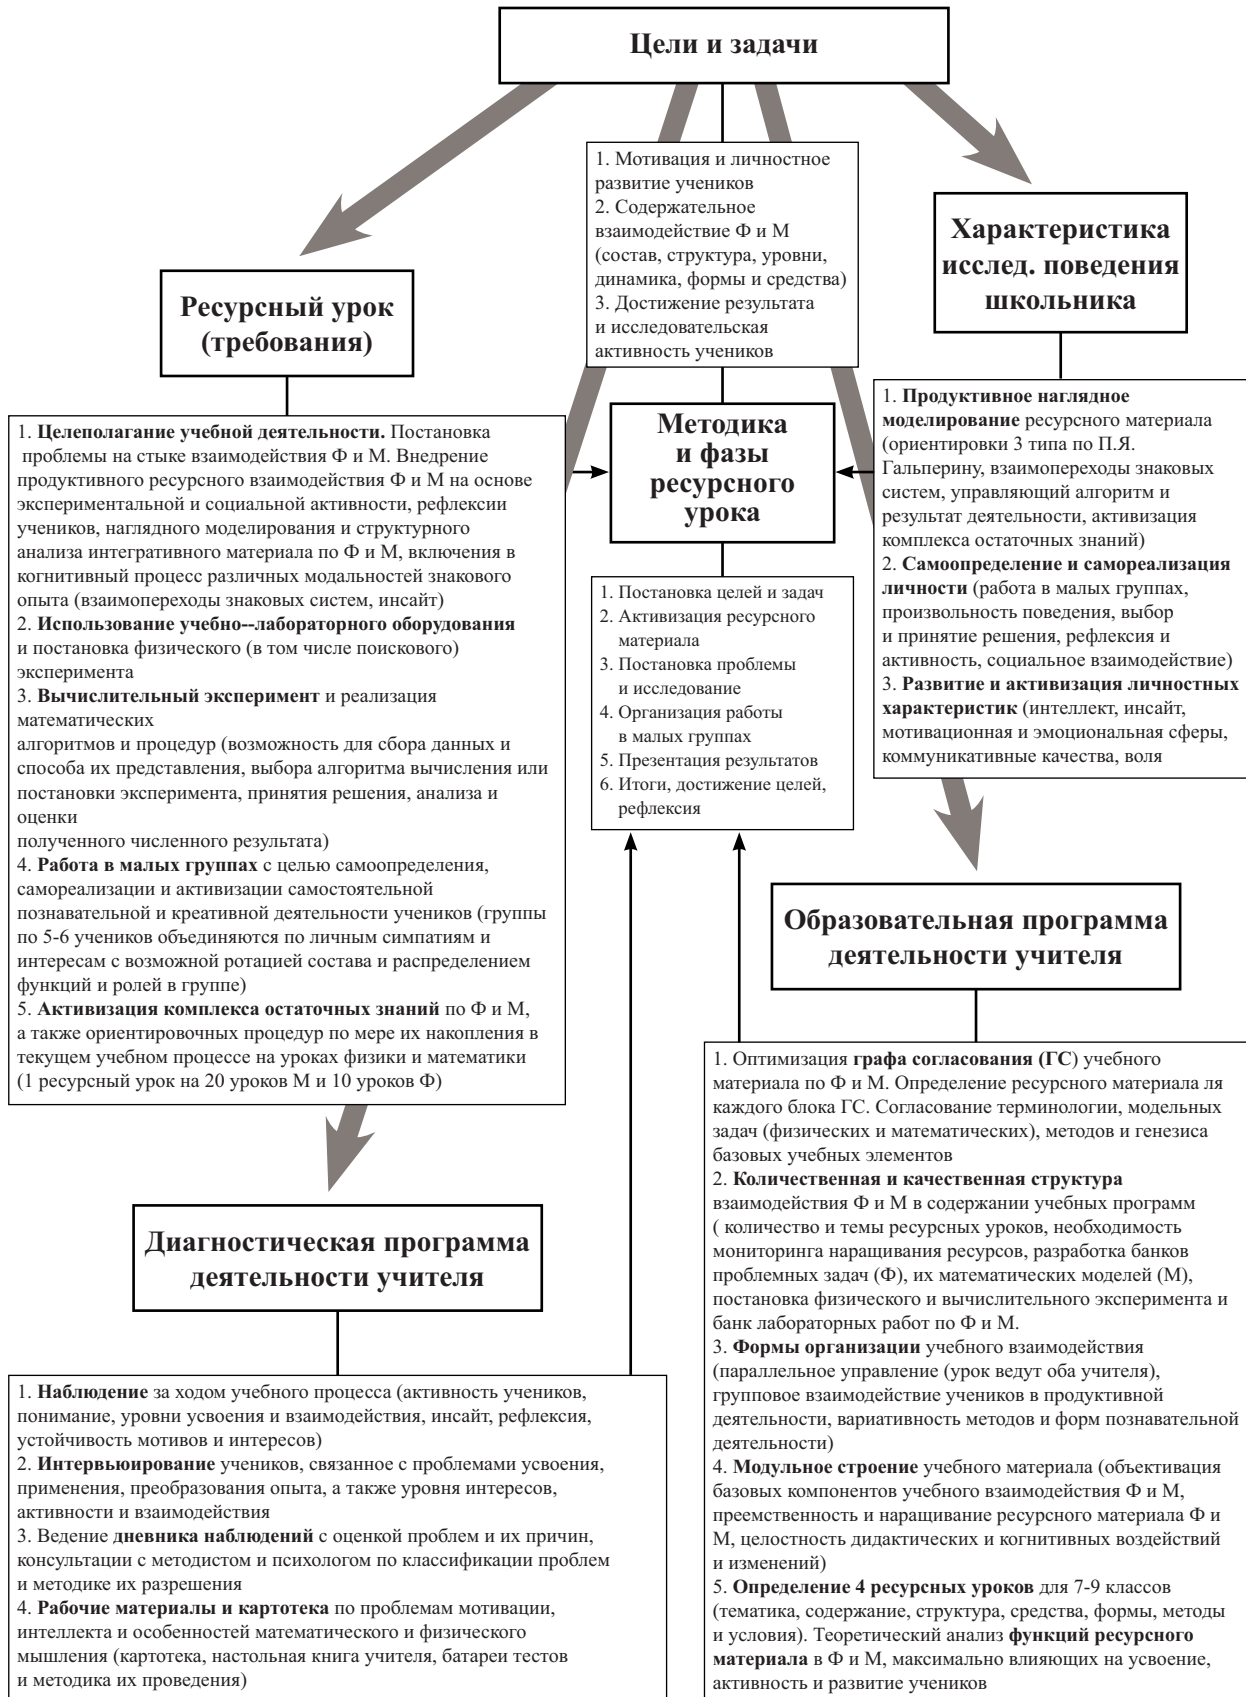 Цели и задачи
1. Мотивация и личностное
развитие учеников
2. Содержательное
взаимодействие Ф и М
(состав, структура, уровни,
динамика, формы и средства)
3. Достижение результата
и исследовательская
активность учеников
Характеристика
исслед. поведения
школьника
Ресурсный урок
(требования)
1. Целеполагание учебной деятельности. Постановка
проблемы на стыке взаимодействия Ф и М. Внедрение
продуктивного ресурсного взаимодействия Ф и М на основе
экспериментальной и социальной активности, рефлексии
учеников, наглядного моделирования и структурного
анализа интегративного материала по Ф и М, включения в
когнитивный процесс различных модальностей знакового
опыта (взаимопереходы знаковых систем, инсайт)
2. Использование учебно--лабораторного оборудования
и постановка физического (в том числе поискового)
эксперимента
3. Вычислительный эксперимент и реализация
математических
алгоритмов и процедур (возможность для сбора данных и
способа их представления, выбора алгоритма вычисления или
постановки эксперимента, принятия решения, анализа и
оценки
полученного численного результата)
4. Работа в малых группах с целью самоопределения,
самореализации и активизации самостоятельной
познавательной и креативной деятельности учеников (группы
по 5-6 учеников объединяются по личным симпатиям и
интересам с возможной ротацией состава и распределением
функций и ролей в группе)
5. Активизация комплекса остаточных знаний по Ф и М,
а также ориентировочных процедур по мере их накопления в
текущем учебном процессе на уроках физики и математики
(1 ресурсный урок на 20 уроков М и 10 уроков Ф)
Методика
и фазы
ресурсного
урока
1. Постановка целей и задач
2. Активизация ресурсного
материала
3. Постановка проблемы
и исследование
4. Организация работы
в малых группах
5. Презентация результатов
6. Итоги, достижение целей,
рефлексия
1. Продуктивное наглядное
моделирование ресурсного материала
(ориентировки 3 типа по П.Я.
Гальперину, взаимопереходы знаковых
систем, управляющий алгоритм и
результат деятельности, активизация
комплекса остаточных знаний)
2. Самоопределение и самореализация
личности (работа в малых группах,
произвольность поведения, выбор
и принятие решения, рефлексия и
активность, социальное взаимодействие)
3. Развитие и активизация личностных
характеристик (интеллект, инсайт,
мотивационная и эмоциональная сферы,
коммуникативные качества, воля
Образовательная программа
деятельности учителя
1. Оптимизация графа согласования (ГС) учебного
материала по Ф и М. Определение ресурсного материала ля
каждого блока ГС. Согласование терминологии, модельных
задач (физических и математических), методов и генезиса
базовых учебных элементов
2. Количественная и качественная структура
взаимодействия Ф и М в содержании учебных программ
( количество и темы ресурсных уроков, необходимость
мониторинга наращивания ресурсов, разработка банков
проблемных задач (Ф), их математических моделей (М),
постановка физического и вычислительного эксперимента и
банк лабораторных работ по Ф и М.
3. Формы организации учебного взаимодействия
(параллельное управление (урок ведут оба учителя),
групповое взаимодействие учеников в продуктивной
деятельности, вариативность методов и форм познавательной
деятельности)
4. Модульное строение учебного материала (объективация
базовых компонентов учебного взаимодействия Ф и М,
преемственность и наращивание ресурсного материала Ф и
М, целостность дидактических и когнитивных воздействий
и изменений)
5. Определение 4 ресурсных уроков для 7-9 классов
(тематика, содержание, структура, средства, формы, методы
и условия). Теоретический анализ функций ресурсного
материала в Ф и М, максимально влияющих на усвоение,
активность и развитие учеников
Диагностическая программа
деятельности учителя
1. Наблюдение за ходом учебного процесса (активность учеников,
понимание, уровни усвоения и взаимодействия, инсайт, рефлексия,
устойчивость мотивов и интересов)
2. Интервьюирование учеников, связанное с проблемами усвоения,
применения, преобразования опыта, а также уровня интересов,
активности и взаимодействия
3. Ведение дневника наблюдений с оценкой проблем и их причин,
консультации с методистом и психологом по классификации проблем
и методике их разрешения
4. Рабочие материалы и картотека по проблемам мотивации,
интеллекта и особенностей математического и физического
мышления (картотека, настольная книга учителя, батареи тестов
и методика их проведения)